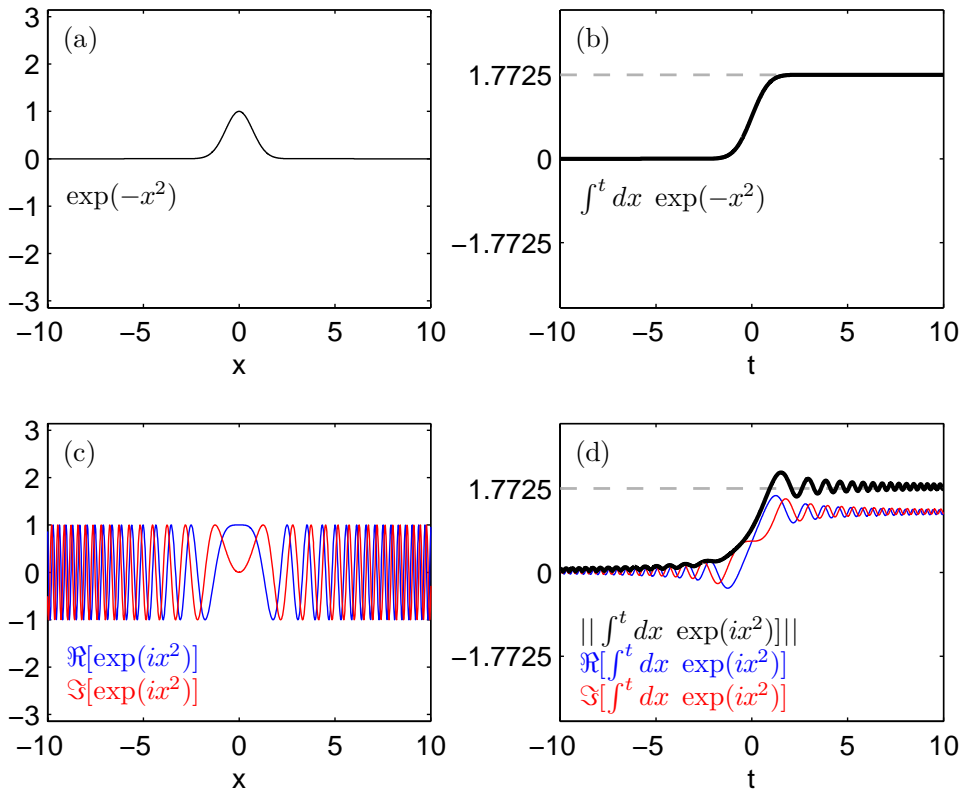 (a)
3
2
1
0
−1
−2
−3
exp(−x²)
−10 −5 0 5 10
x
(b)
1.7725
0
−1.7725
∫ᵗ dx exp(−x²)
−10 −5 0 5 10
t
(c)
3
2
1
0
−1
−2
−3
ℜ[exp(ix²)]
ℑ[exp(ix²)]
−10 −5 0 5 10
x
(d)
1.7725
0
−1.7725
|| ∫ᵗ dx exp(ix²)]||
ℜ[∫ᵗ dx exp(ix²)]
ℑ[∫ᵗ dx exp(ix²)]
−10 −5 0 5 10
t